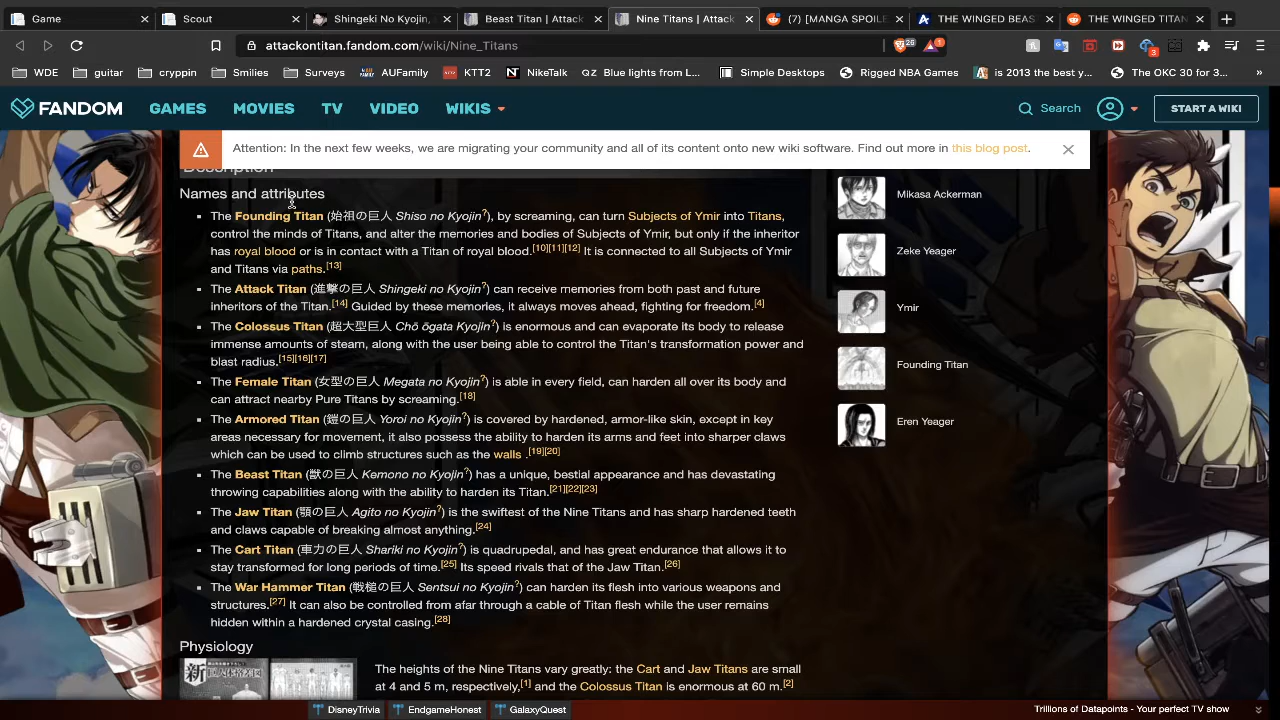 Game
Scout
Shingeki No Kyojin,
Beast Titan | Attack
Nine Titans | Attack
(7) [MANGA SPOILE
THE WINGED BEAS
THE WINGED TITAN
attackontitan.fandom.com/wiki/Nine_Titans
26
1
3
WDE
guitar
cryppin
Smilies
Surveys
AUFamily
KTT2
NikeTalk
QZ Blue lights from L...
Simple Desktops
Rigged NBA Games
is 2013 the best y...
The OKC 30 for 3...
»
FANDOM
GAMES
MOVIES
TV
VIDEO
WIKIS
Search
START A WIKI
Attention: In the next few weeks, we are migrating your community and all of its content onto new wiki software. Find out more in this blog post.
Description
Names and attributes
The Founding Titan (始祖の巨人 Shiso no Kyojin?), by screaming, can turn Subjects of Ymir into Titans,
control the minds of Titans, and alter the memories and bodies of Subjects of Ymir, but only if the inheritor
has royal blood or is in contact with a Titan of royal blood.[10][11][12] It is connected to all Subjects of Ymir
and Titans via paths.[13]
The Attack Titan (進撃の巨人 Shingeki no Kyojin?) can receive memories from both past and future
inheritors of the Titan.[14] Guided by these memories, it always moves ahead, fighting for freedom.[4]
The Colossus Titan (超大型巨人 Chō ōgata Kyojin?) is enormous and can evaporate its body to release
immense amounts of steam, along with the user being able to control the Titan's transformation power and
blast radius.[15][16][17]
The Female Titan (女型の巨人 Megata no Kyojin?) is able in every field, can harden all over its body and
can attract nearby Pure Titans by screaming.[18]
The Armored Titan (鎧の巨人 Yoroi no Kyojin?) is covered by hardened, armor-like skin, except in key
areas necessary for movement, it also possess the ability to harden its arms and feet into sharper claws
which can be used to climb structures such as the walls .[19][20]
The Beast Titan (獣の巨人 Kemono no Kyojin?) has a unique, bestial appearance and has devastating
throwing capabilities along with the ability to harden its Titan.[21][22][23]
The Jaw Titan (顎の巨人 Agito no Kyojin?) is the swiftest of the Nine Titans and has sharp hardened teeth
and claws capable of breaking almost anything.[24]
The Cart Titan (車力の巨人 Shariki no Kyojin?) is quadrupedal, and has great endurance that allows it to
stay transformed for long periods of time.[25] Its speed rivals that of the Jaw Titan.[26]
The War Hammer Titan (戦槌の巨人 Sentsui no Kyojin?) can harden its flesh into various weapons and
structures.[27] It can also be controlled from afar through a cable of Titan flesh while the user remains
hidden within a hardened crystal casing.[28]
Physiology
The heights of the Nine Titans vary greatly: the Cart and Jaw Titans are small
at 4 and 5 m, respectively,[1] and the Colossus Titan is enormous at 60 m.[2]
Mikasa Ackerman
Zeke Yeager
Ymir
Founding Titan
Eren Yeager
DisneyTrivia
EndgameHonest
GalaxyQuest
Trillions of Datapoints - Your perfect TV show